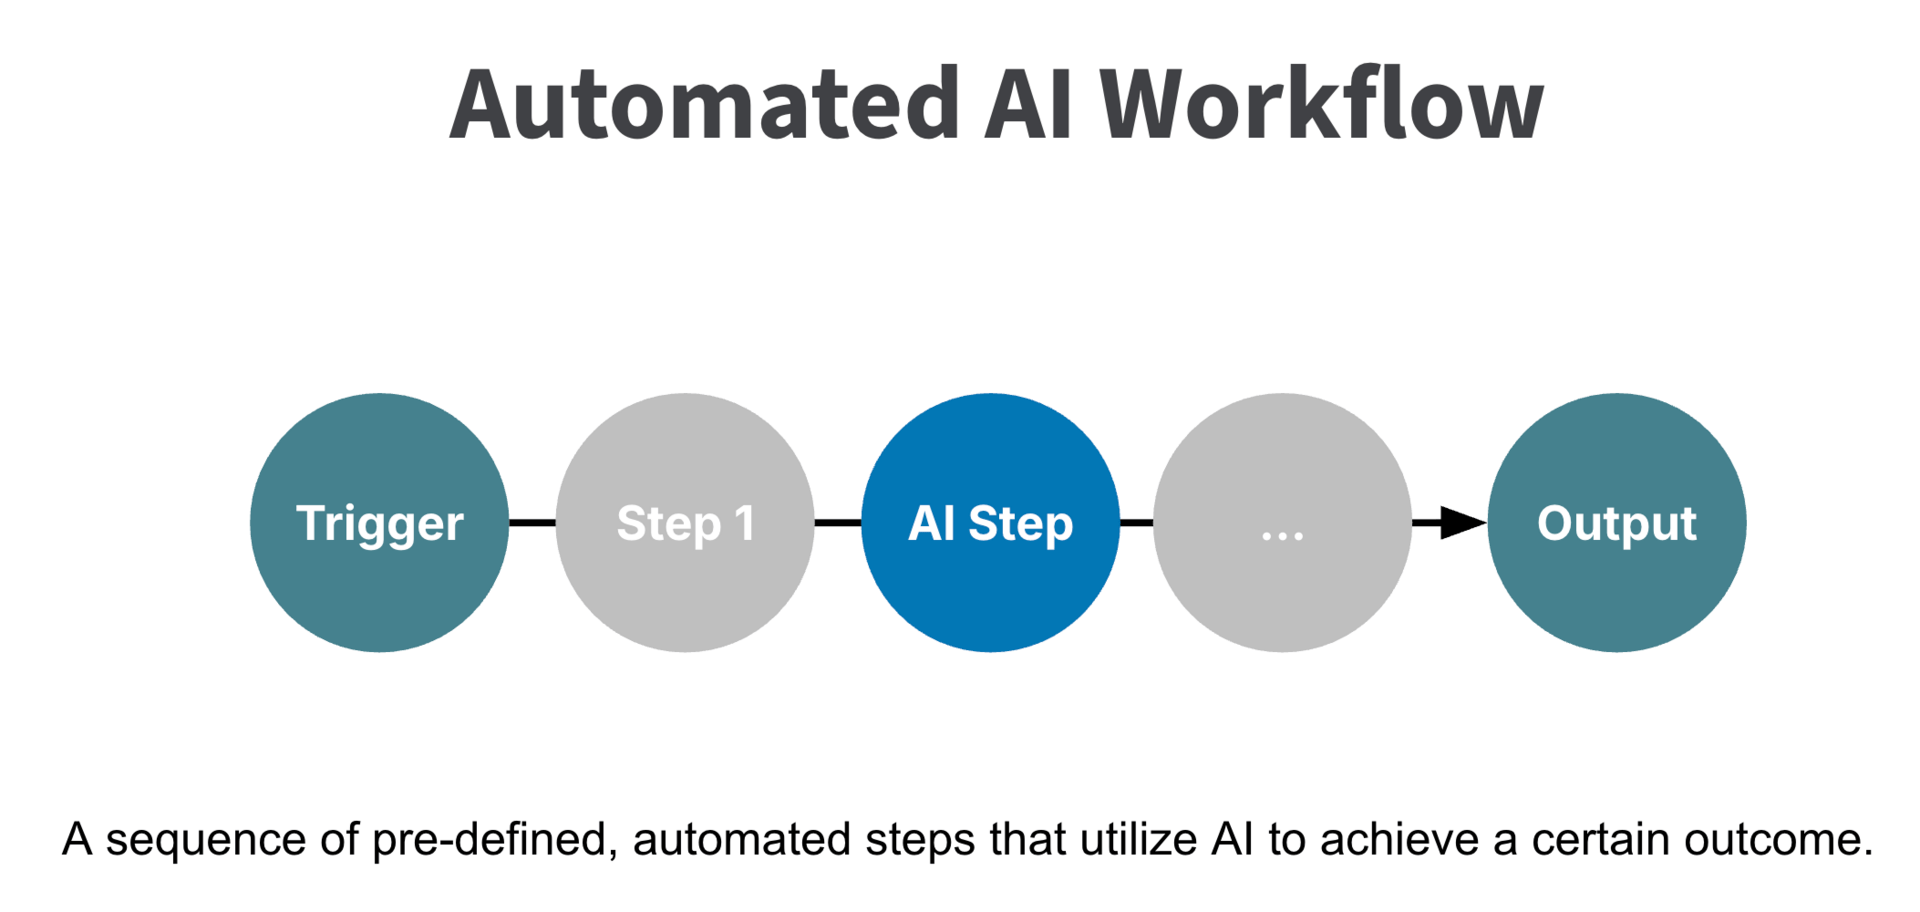 Automated AI Workflow
Trigger
Step 1
AI Step
...
Output
A sequence of pre-defined, automated steps that utilize AI to achieve a certain outcome.